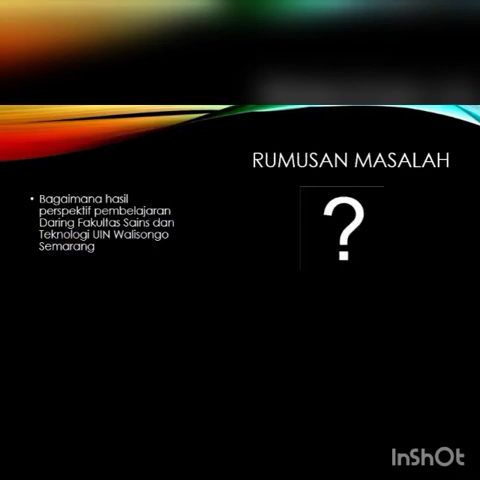 RUMUSAN MASALAH
• Bagaimana hasil
perspektif pembelajaran
Daring Fakultas Sains dan
Teknologi UIN Walisongo
Semarang
?
InShOt